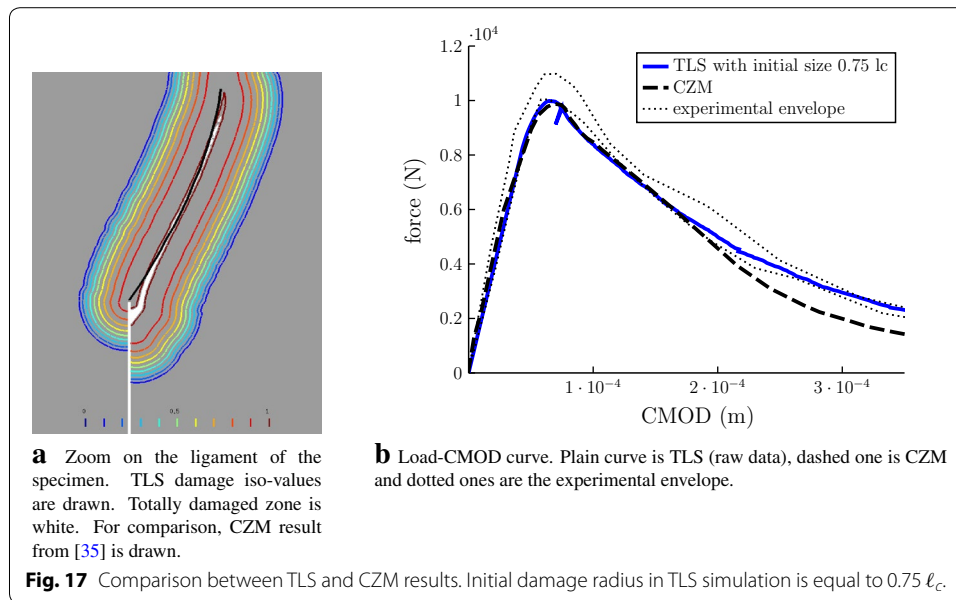 0 0.5 1
a Zoom on the ligament of the
specimen. TLS damage iso-values
are drawn. Totally damaged zone is
white. For comparison, CZM result
from [35] is drawn.
·10⁴
1.2
1
0.8
0.6
0.4
0.2
0
force (N)
TLS with initial size 0.75 lc
CZM
experimental envelope
1·10⁻⁴ 2·10⁻⁴ 3·10⁻⁴
CMOD (m)
b Load-CMOD curve. Plain curve is TLS (raw data), dashed one is CZM
and dotted ones are the experimental envelope.
Fig. 17 Comparison between TLS and CZM results. Initial damage radius in TLS simulation is equal to 0.75 ℓc.